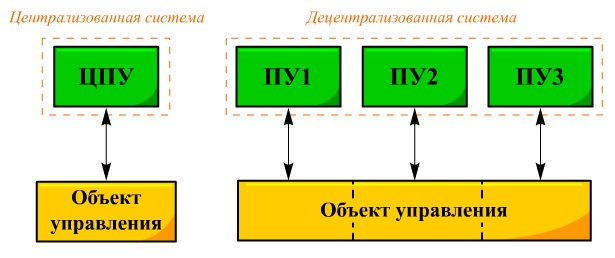 Централизованная система
Децентрализованная система
ЦПУ
ПУ1
ПУ2
ПУ3
Объект
управления
Объект управления